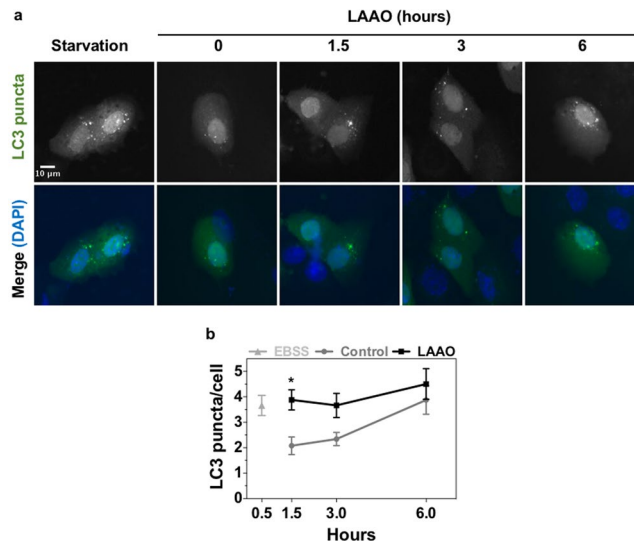 a
LAAO (hours)
Starvation 0 1.5 3 6
LC3 puncta
10 µm
Merge (DAPI)
b
EBSS Control LAAO
LC3 puncta/cell
5
4
3
2
1
0
*
0.5 1.5 3.0 6.0
Hours